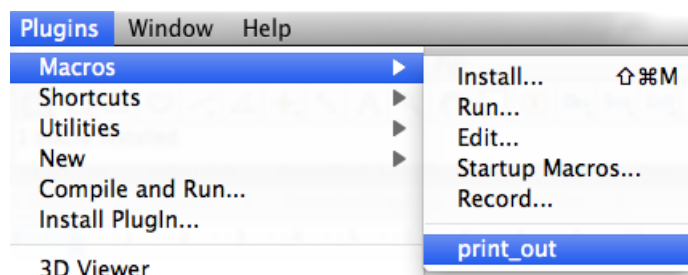 Plugins Window Help
Macros
Shortcuts
Utilities
New
Compile and Run...
Install PlugIn...
3D Viewer
Install... ⇧⌘M
Run...
Edit...
Startup Macros...
Record...
print_out